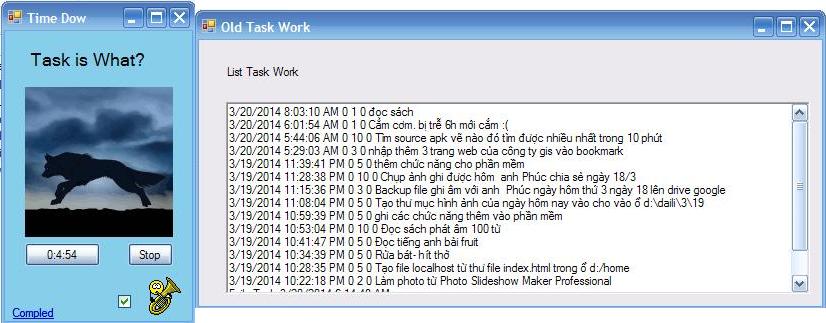 Time Dow
Task is What?
0:4:54
Stop
Compled
Old Task Work
List Task Work
3/20/2014 8:03:10 AM 0 1 0 đọc sách
3/20/2014 6:01:54 AM 0 1 0 Cắm cơm. bị trễ 6h mới cắm :(
3/20/2014 5:44:06 AM 0 10 0 Tìm source apk về nào đó tìm được nhiều nhất trong 10 phút
3/20/2014 5:29:03 AM 0 3 0 nhập thêm 3 trang web của công ty gis vào bookmark
3/19/2014 11:39:41 PM 0 5 0 thêm chức năng cho phần mềm
3/19/2014 11:28:38 PM 0 10 0 Chụp ảnh ghi được hôm anh Phúc chia sẻ ngày 18/3
3/19/2014 11:15:36 PM 0 3 0 Backup file ghi âm với anh Phúc ngày hôm thứ 3 ngày 18 lên drive google
3/19/2014 11:08:04 PM 0 5 0 Tạo thư mục hình ảnh của ngày hôm nay vào cho vào ổ d:\daili\3\19
3/19/2014 10:59:39 PM 0 5 0 ghi các chức năng thêm vào phần mềm
3/19/2014 10:53:04 PM 0 10 0 Đọc sách phát âm 100 từ
3/19/2014 10:41:47 PM 0 5 0 Đọc tiếng anh bài fruit
3/19/2014 10:34:39 PM 0 5 0 Rửa bát- hít thở
3/19/2014 10:28:35 PM 0 5 0 Tạo file localhost từ thư file index.html trong ổ d:/home
3/19/2014 10:22:18 PM 0 2 0 Làm photo từ Photo Slideshow Maker Professional